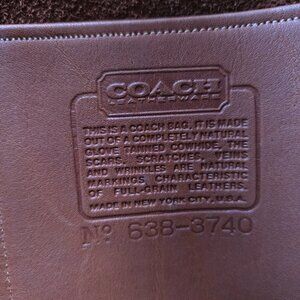 COACH
LEATHERWARE
THIS IS A COACH BAG. IT IS MADE
OUT OF A COMPLETELY NATURAL
GLOVE TANNED COWHIDE. THE
SCARS, SCRATCHES, VEINS
AND WRINKLES ARE NATURAL
MARKINGS CHARACTERISTIC
OF FULL-GRAIN LEATHERS.
MADE IN NEW YORK CITY, U.S.A.
Nº 638-3740